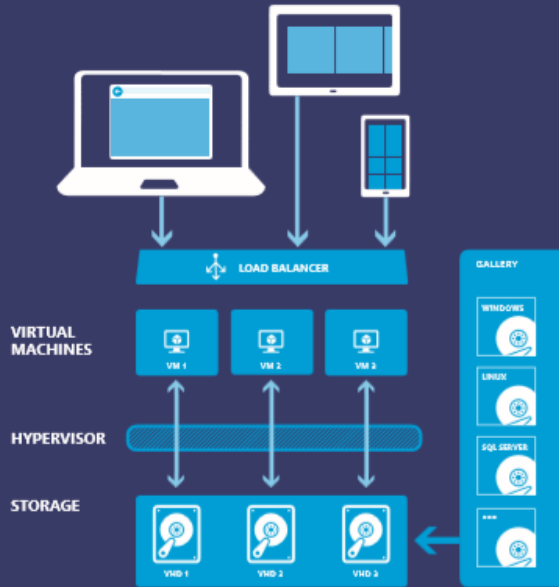 LOAD BALANCER
GALLERY
WINDOWS
VIRTUAL
MACHINES
VM 1
VM 2
VM 3
LINUX
HYPERVISOR
SQL SERVER
STORAGE
***
VHD 1
VHD 2
VHD 3